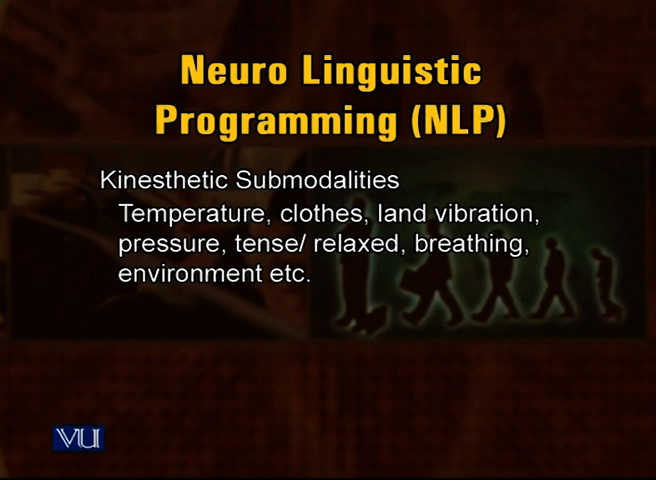 Neuro Linguistic
Programming (NLP)
Kinesthetic Submodalities
Temperature, clothes, land vibration,
pressure, tense/ relaxed, breathing,
environment etc.
VU